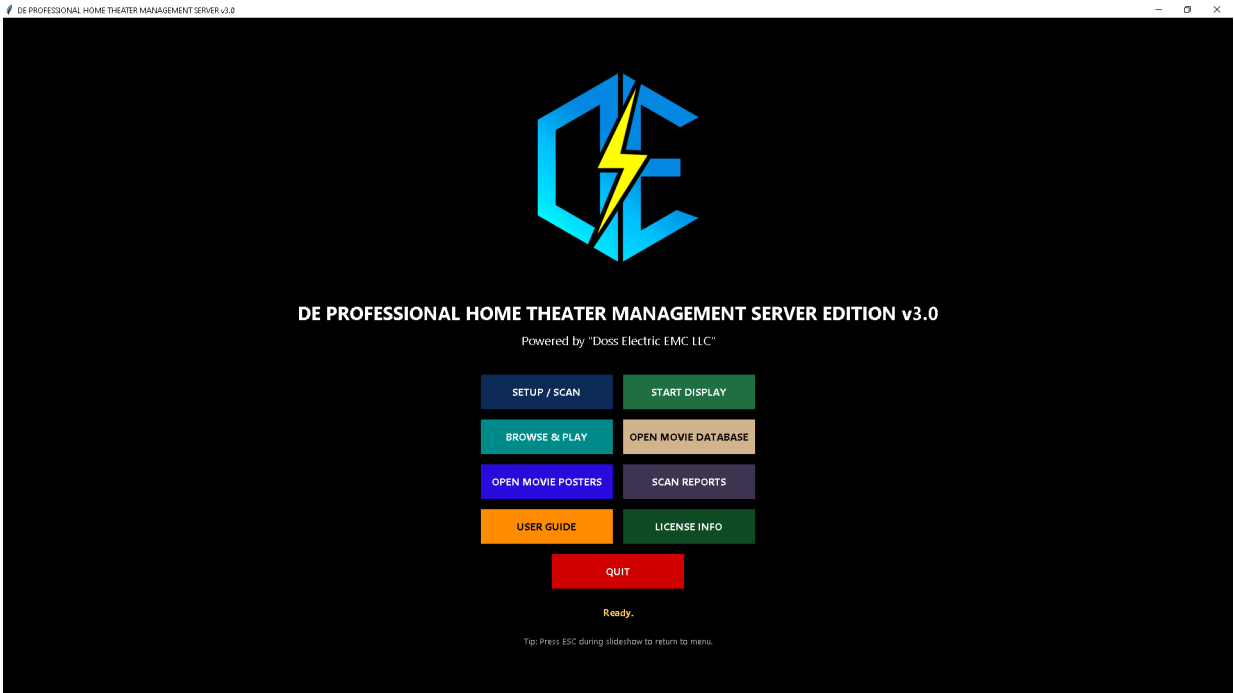 DE PROFESSIONAL HOME THEATER MANAGEMENT SERVER v3.0
DE
DE PROFESSIONAL HOME THEATER MANAGEMENT SERVER EDITION v3.0
Powered by "Doss Electric EMC LLC"
SETUP / SCAN
START DISPLAY
BROWSE & PLAY
OPEN MOVIE DATABASE
OPEN MOVIE POSTERS
SCAN REPORTS
USER GUIDE
LICENSE INFO
QUIT
Ready.
Tip: Press ESC during slideshow to return to menu.